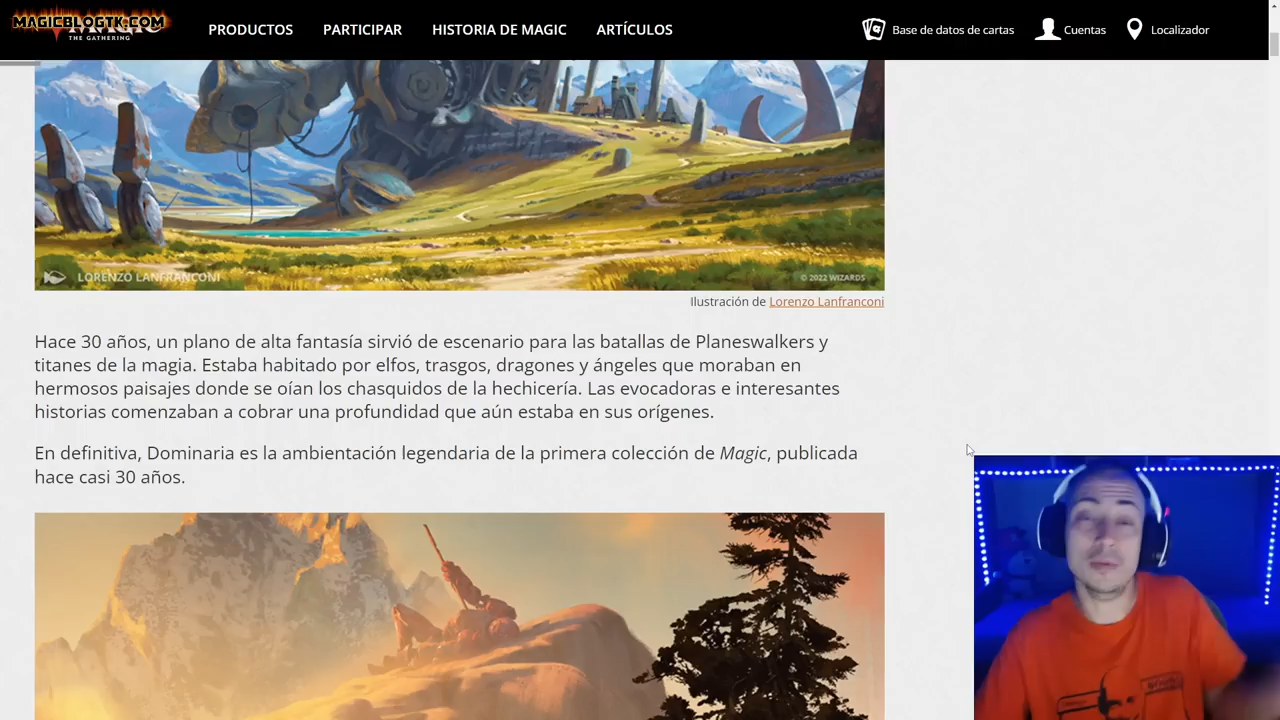 MAGICBLOGTK.COM
THE GATHERING
PRODUCTOS
PARTICIPAR
HISTORIA DE MAGIC
ARTÍCULOS
Base de datos de cartas
Cuentas
Localizador
LORENZO LANFRANCONI
© 2022 WIZARDS
Ilustración de Lorenzo Lanfranconi
Hace 30 años, un plano de alta fantasía sirvió de escenario para las batallas de Planeswalkers y
titanes de la magia. Estaba habitado por elfos, trasgos, dragones y ángeles que moraban en
hermosos paisajes donde se oían los chasquidos de la hechicería. Las evocadoras e interesantes
historias comenzaban a cobrar una profundidad que aún estaba en sus orígenes.
En definitiva, Dominaria es la ambientación legendaria de la primera colección de Magic, publicada
hace casi 30 años.